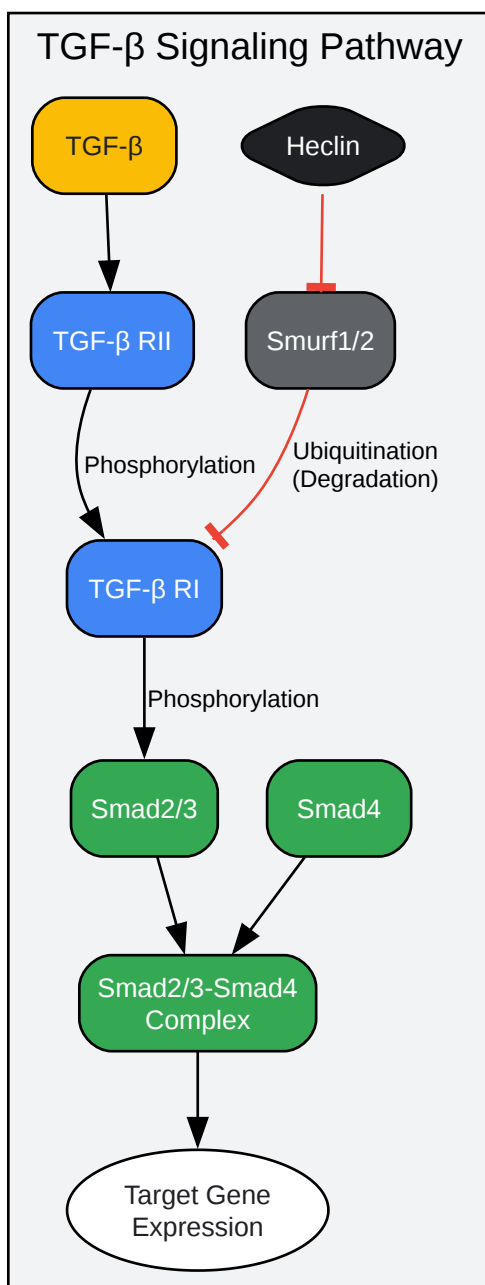 TGF-β Signaling Pathway
TGF-β
Heclin
TGF-β RII
Smurf1/2
Phosphorylation
Ubiquitination
(Degradation)
TGF-β RI
Phosphorylation
Smad2/3
Smad4
Smad2/3-Smad4
Complex
Target Gene
Expression